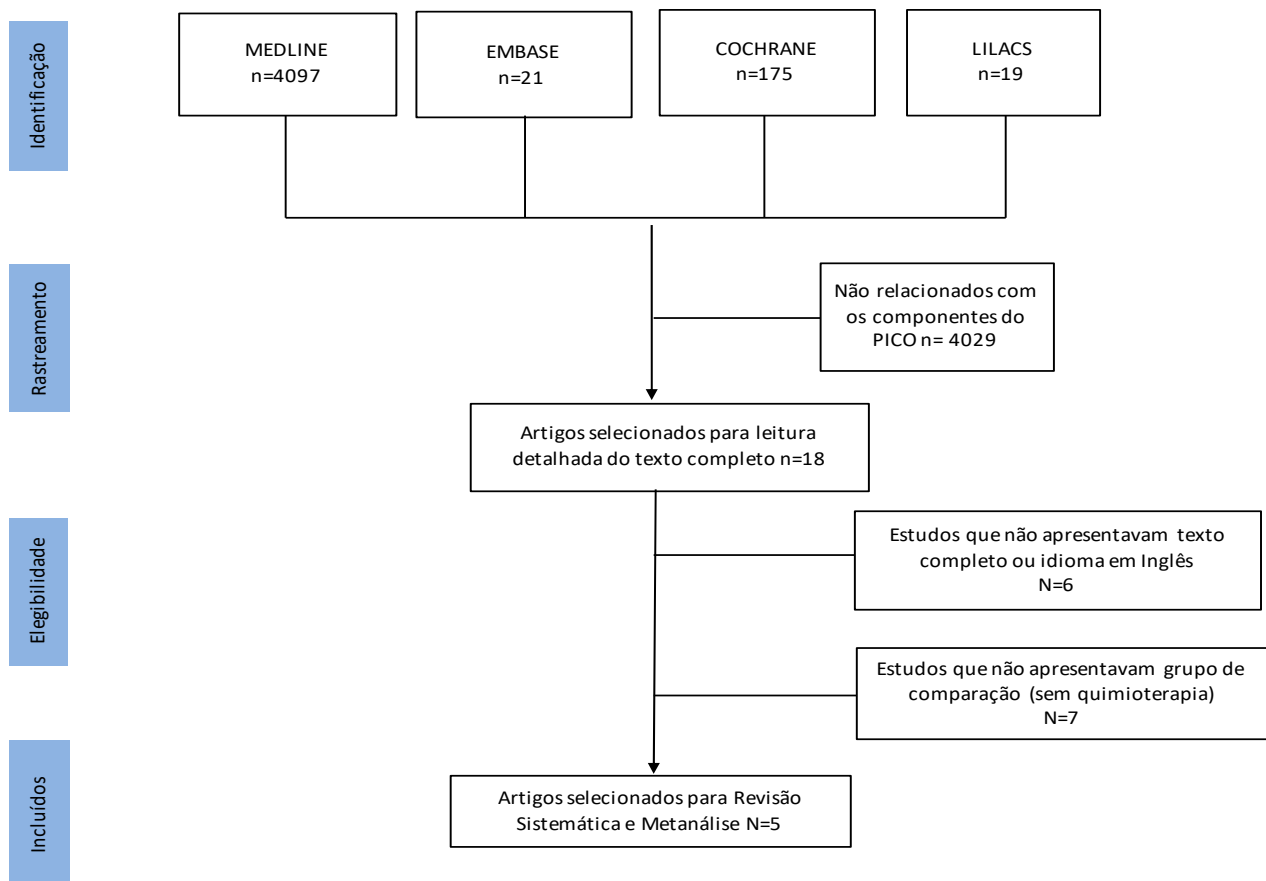 Identificação
MEDLINE
n=4097
EMBASE
n=21
COCHRANE
n=175
LILACS
n=19
Rastreamento
Não relacionados com
os componentes do
PICO n= 4029
Artigos selecionados para leitura
detalhada do texto completo n=18
Elegibilidade
Estudos que não apresentavam texto
completo ou idioma em Inglês
N=6
Estudos que não apresentavam grupo de
comparação (sem quimioterapia)
N=7
Incluídos
Artigos selecionados para Revisão
Sistemática e Metanálise N=5